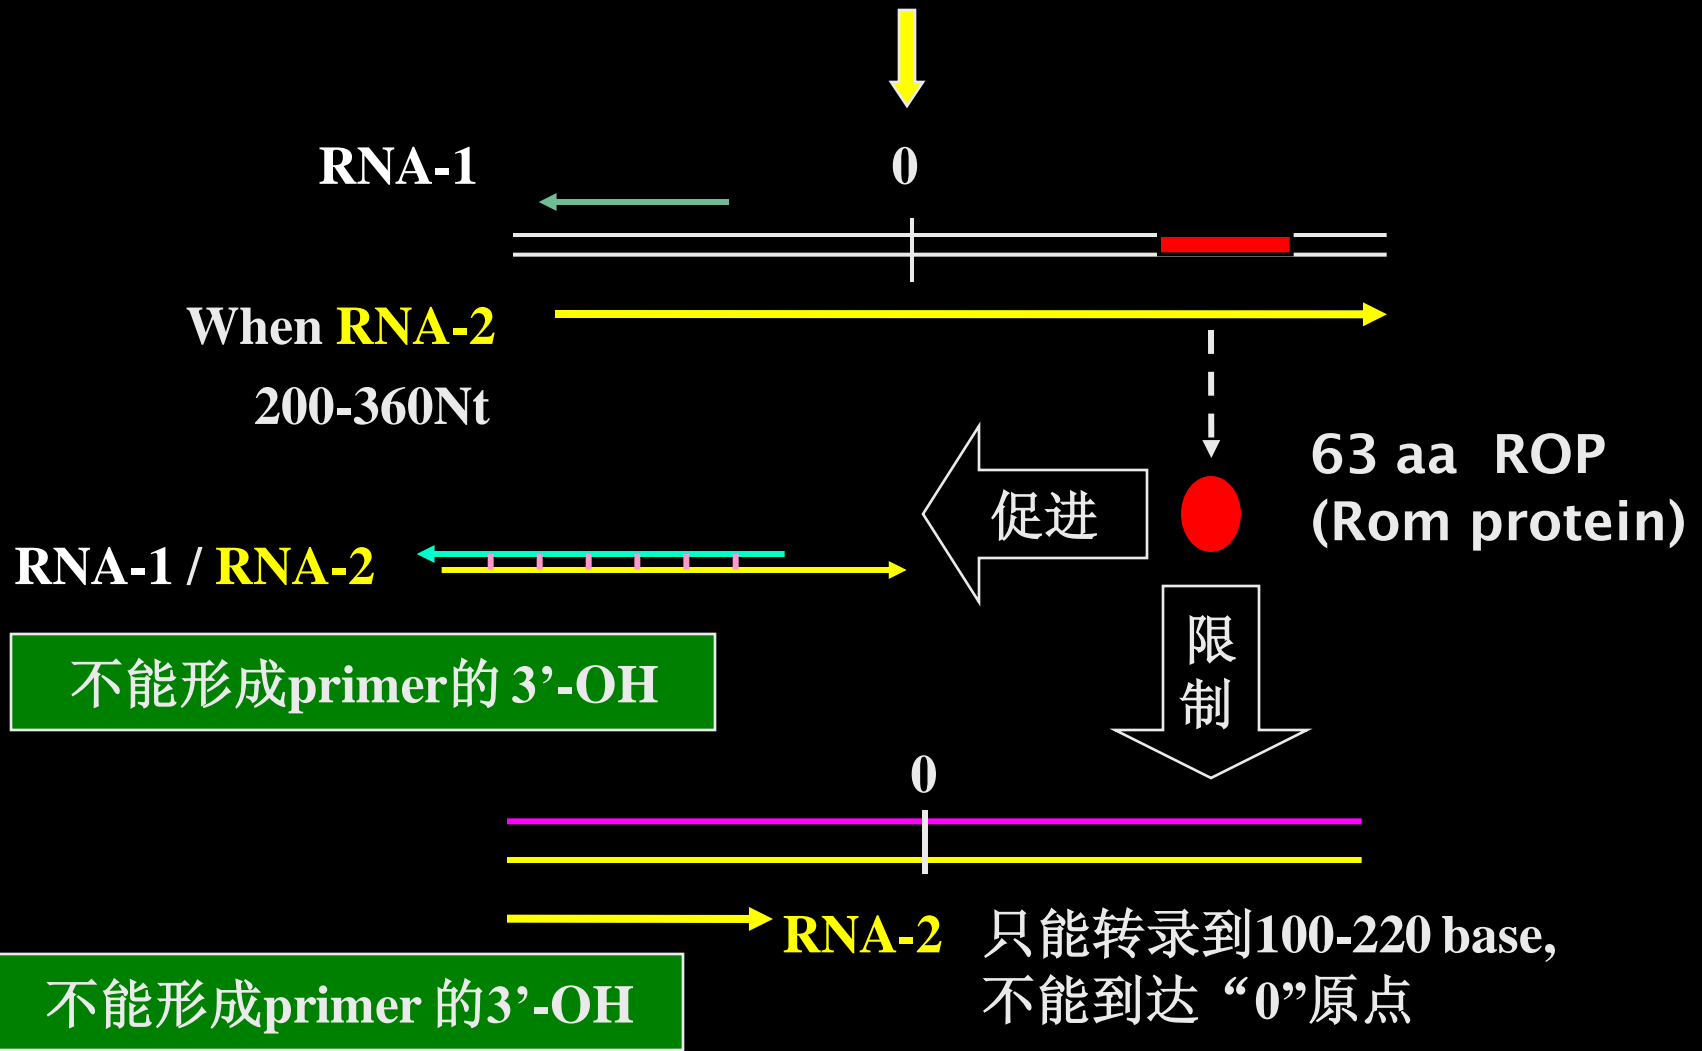 RNA-1
0
When RNA-2
200-360Nt
63 aa ROP
(Rom protein)
促进
RNA-1 / RNA-2
不能形成primer的 3’-OH
限
制
0
RNA-2 只能转录到100-220 base,
不能到达“0”原点
不能形成primer 的3’-OH